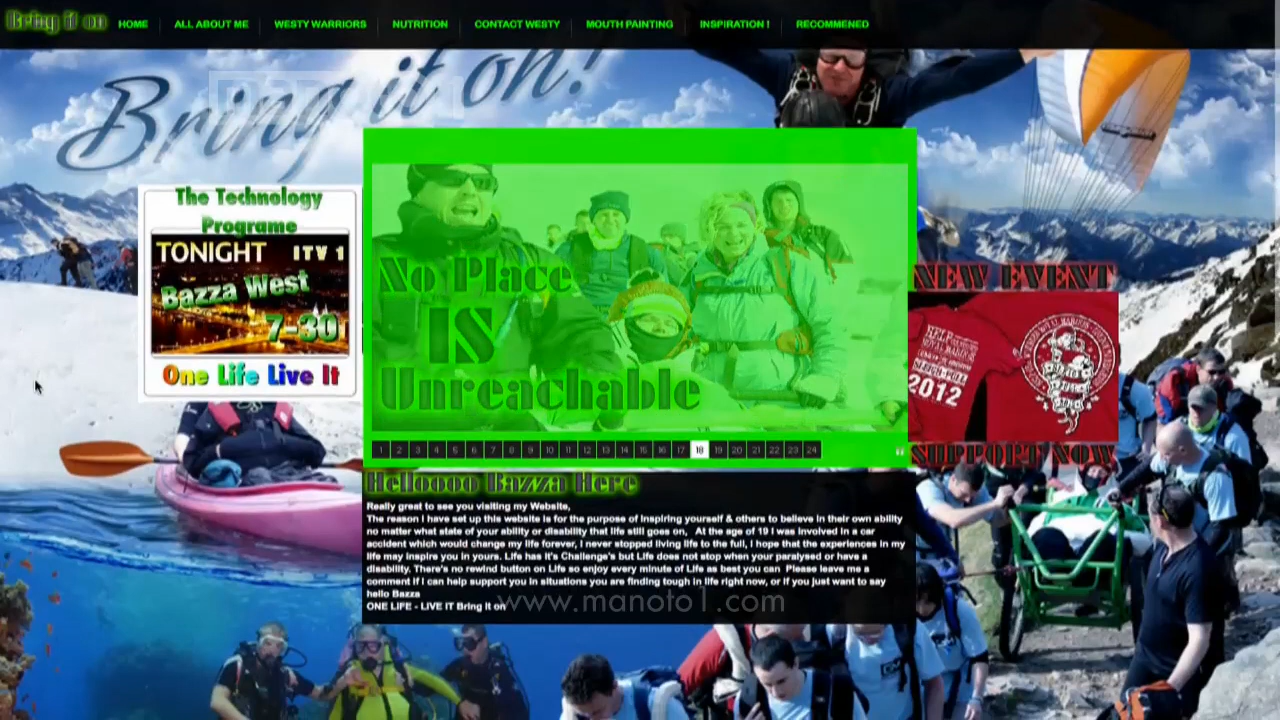 Bring it on
HOME
ALL ABOUT ME
WESTY WARRIORS
NUTRITION
CONTACT WESTY
MOUTH PAINTING
INSPIRATION !
RECOMMENED
Bring it on!
The Technology
Programe
TONIGHT ITV 1
Bazza West
7-30
One Life Live It
No Place
IS
Unreachable
1 2 3 4 5 6 7 8 9 10 11 12 13 14 15 16 17 18 19 20 21 22 23 24
NEW EVENT
2012
SUPPORT NOW
Helloooo Bazza Here
Really great to see you visiting my Website,
The reason I have set up this website is for the purpose of Inspiring yourself & others to believe in their own ability
no matter what state of your ability or disability that life still goes on, At the age of 19 I was involved in a car
accident which would change my life forever, I never stopped living life to the full, I hope that the experiences in my
life may inspire you in yours. Life has it's Challenge's but Life does not stop when your paralysed or have a
disability. There's no rewind button on Life so enjoy every minute of Life as best you can Please leave me a
comment if I can help support you in situations you are finding tough in life right now, or if you just want to say
hello Bazza
ONE LIFE - LIVE IT Bring it on
www.manoto1.com